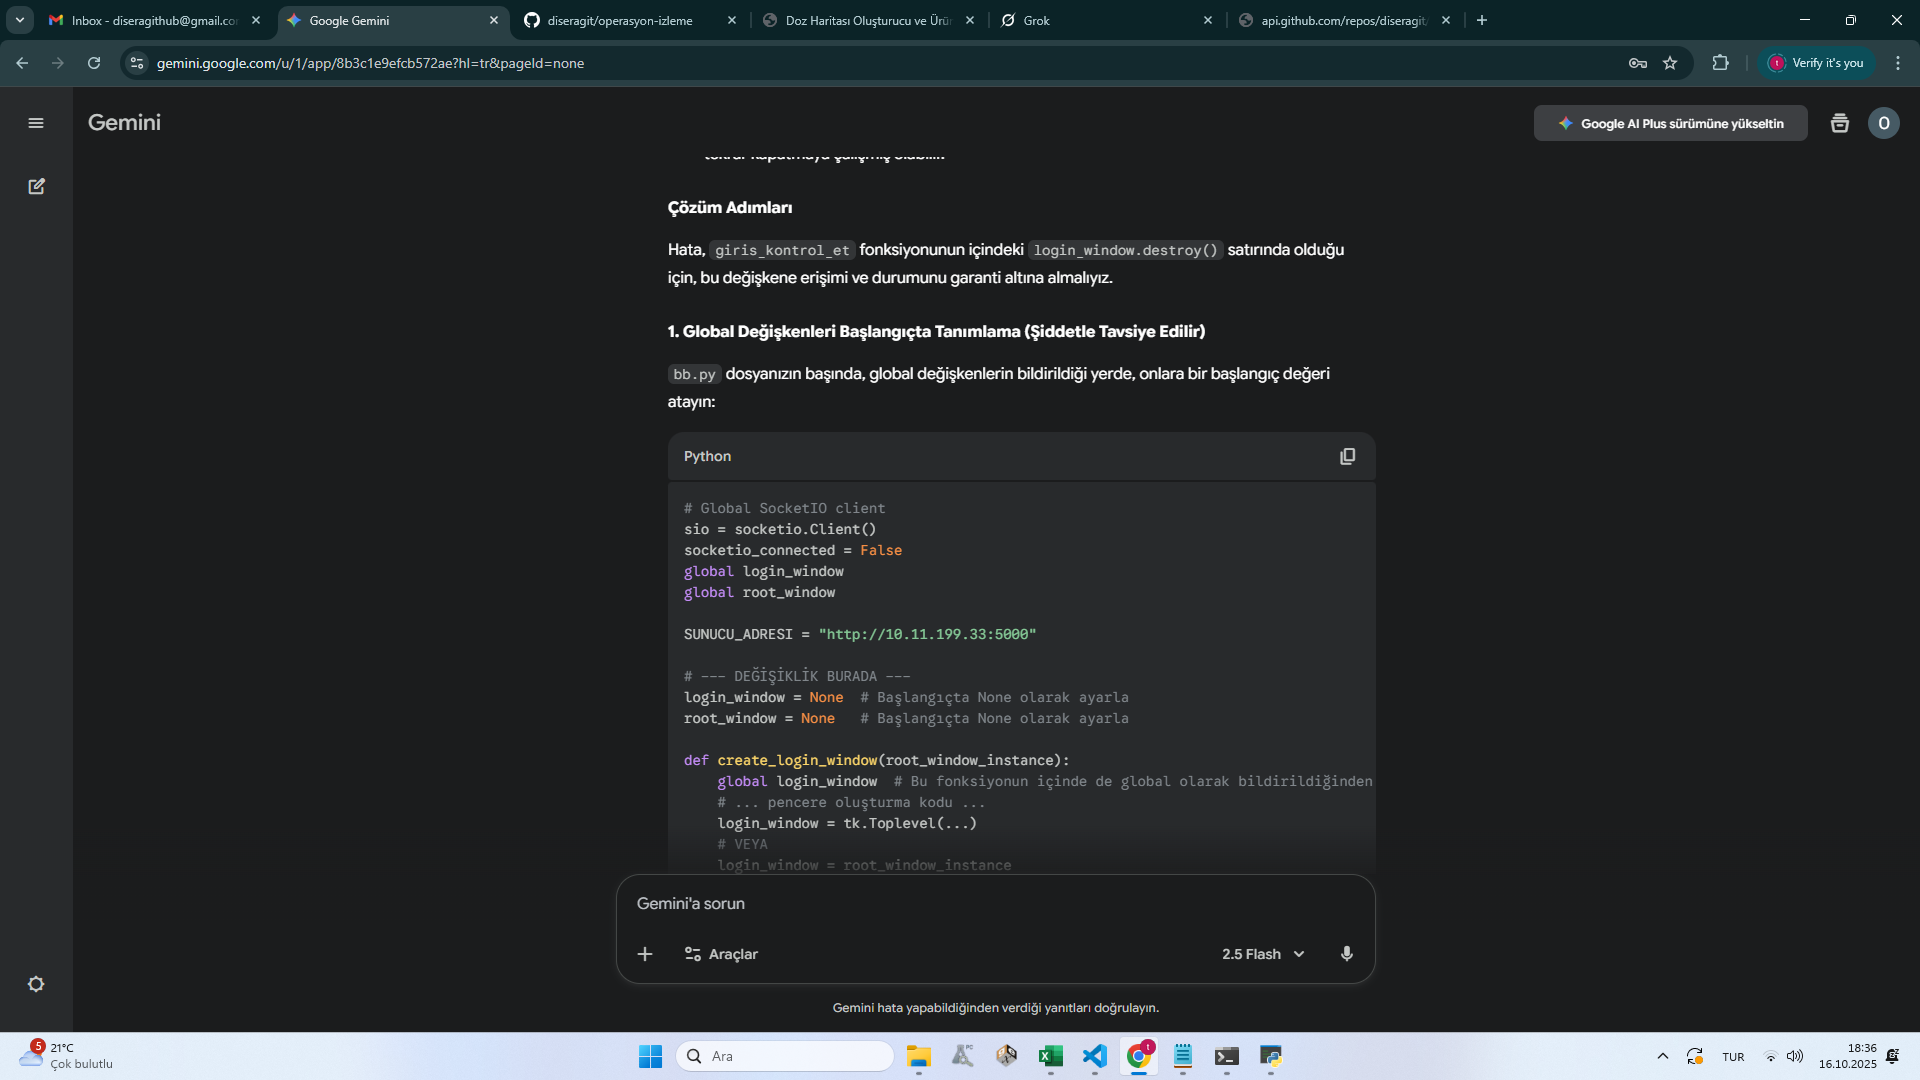 Inbox - diseragithub@gmail.co
Google Gemini
diseragit/operasyon-izleme
Doz Haritası Oluşturucu ve Ürü
Grok
api.github.com/repos/diseragit/
gemini.google.com/u/1/app/8b3c1e9efcb572ae?hl=tr&pageId=none
Verify it's you
Gemini
Google AI Plus sürümüne yükseltin
O
tekrar kapatmaya çalışmış olabilir.
Çözüm Adımları
Hata, giris_kontrol_et fonksiyonunun içindeki login_window.destroy() satırında olduğu
için, bu değişkene erişimi ve durumunu garanti altına almalıyız.
1. Global Değişkenleri Başlangıçta Tanımlama (Şiddetle Tavsiye Edilir)
bb.py dosyanızın başında, global değişkenlerin bildirildiği yerde, onlara bir başlangıç değeri
atayın:
Python
# Global SocketIO client
sio = socketio.Client()
socketio_connected = False
global login_window
global root_window
SUNUCU_ADRESI = "http://10.11.199.33:5000"
# --- DEĞİŞİKLİK BURADA ---
login_window = None  # Başlangıçta None olarak ayarla
root_window = None   # Başlangıçta None olarak ayarla
def create_login_window(root_window_instance):
    global login_window  # Bu fonksiyonun içinde de global olarak bildirildiğinden
    # ... pencere oluşturma kodu ...
    login_window = tk.Toplevel(...)
    # VEYA
    login_window = root_window_instance
Gemini'a sorun
Araçlar
2.5 Flash
Gemini hata yapabildiğinden verdiği yanıtları doğrulayın.
5
21°C
Çok bulutlu
Ara
PC
t
TUR
18:36
16.10.2025